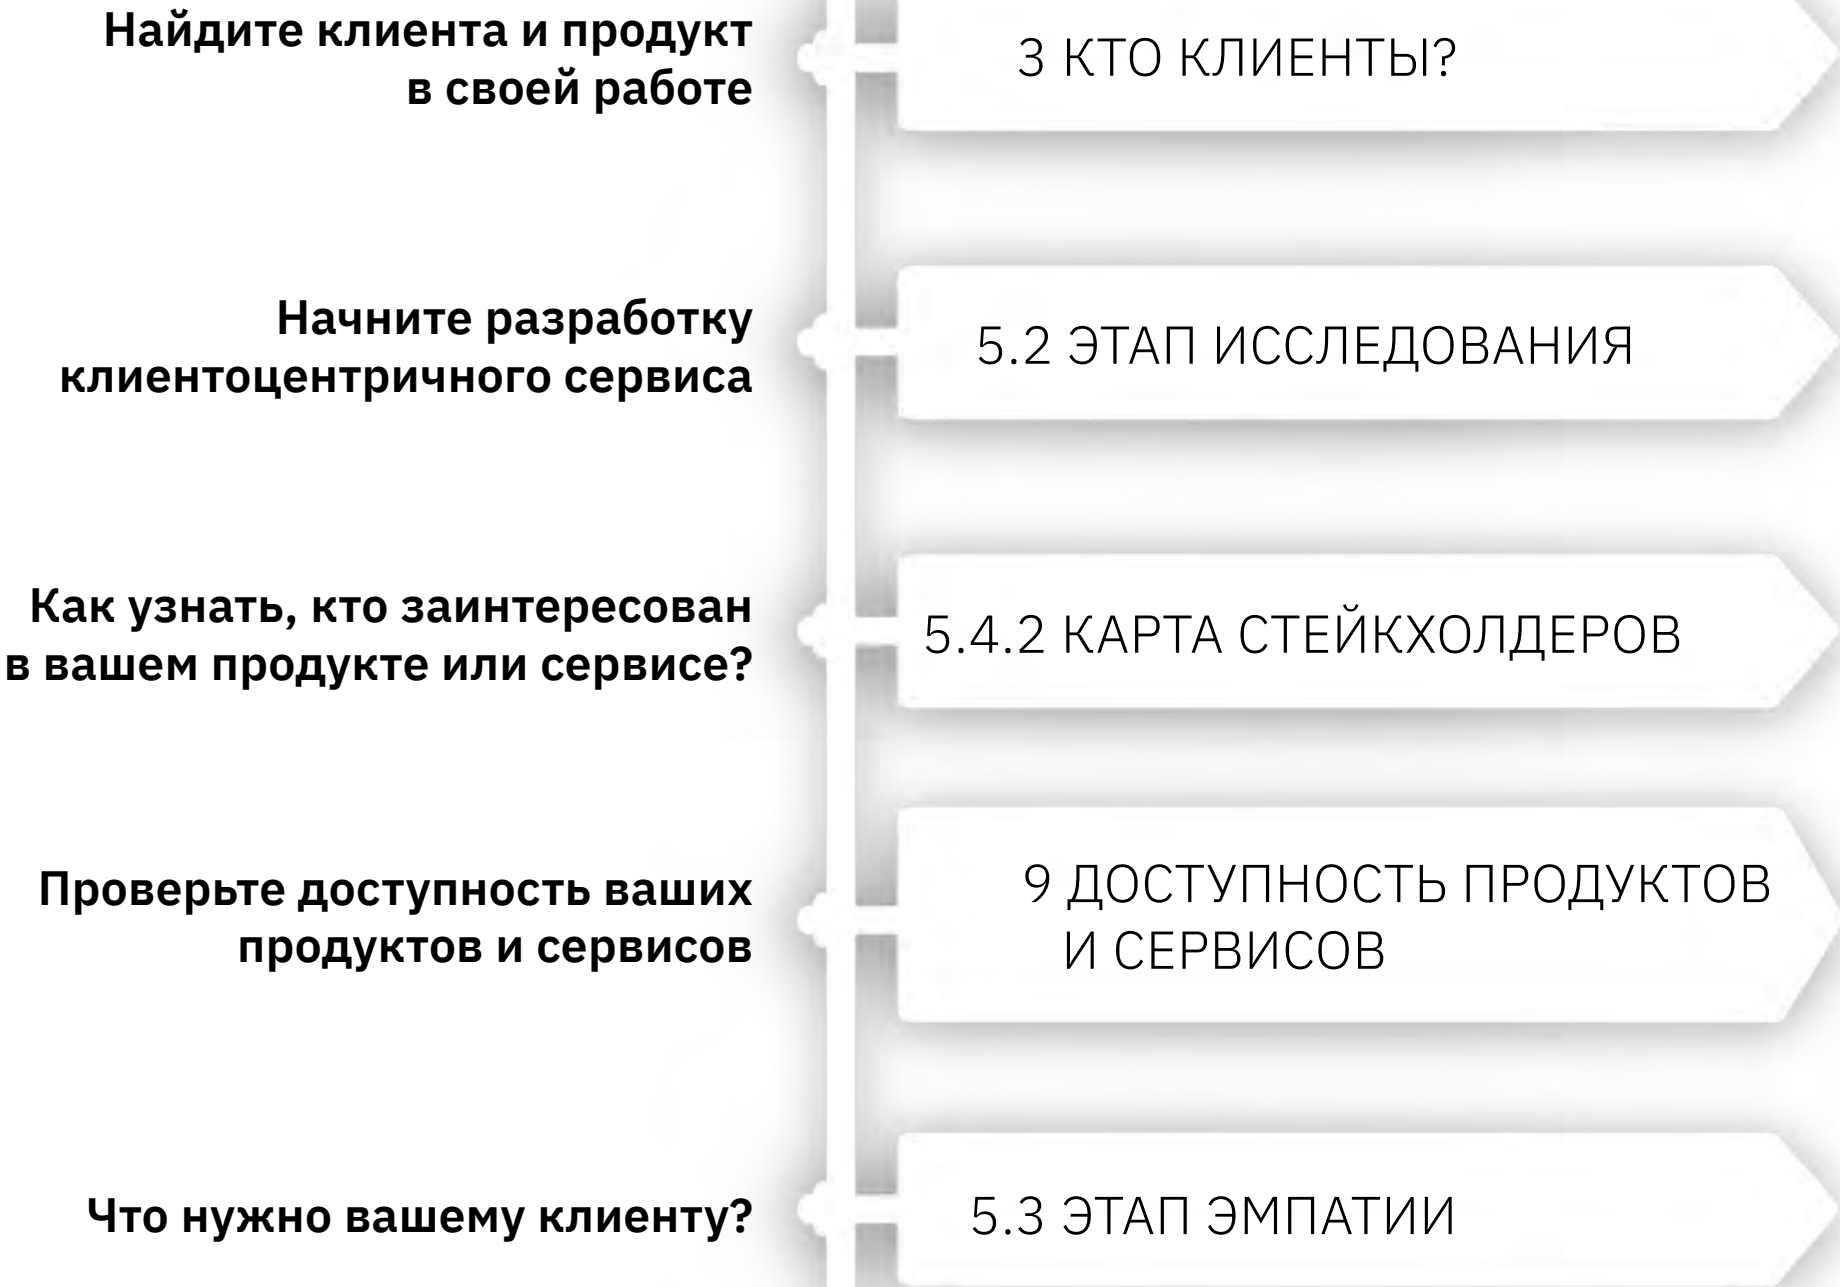 Найдите клиента и продукт
в своей работе
3 КТО КЛИЕНТЫ?
Начните разработку
клиентоцентричного сервиса
5.2 ЭТАП ИССЛЕДОВАНИЯ
Как узнать, кто заинтересован
в вашем продукте или сервисе?
5.4.2 КАРТА СТЕЙКХОЛДЕРОВ
Проверьте доступность ваших
продуктов и сервисов
9 ДОСТУПНОСТЬ ПРОДУКТОВ
И СЕРВИСОВ
Что нужно вашему клиенту?
5.3 ЭТАП ЭМПАТИИ